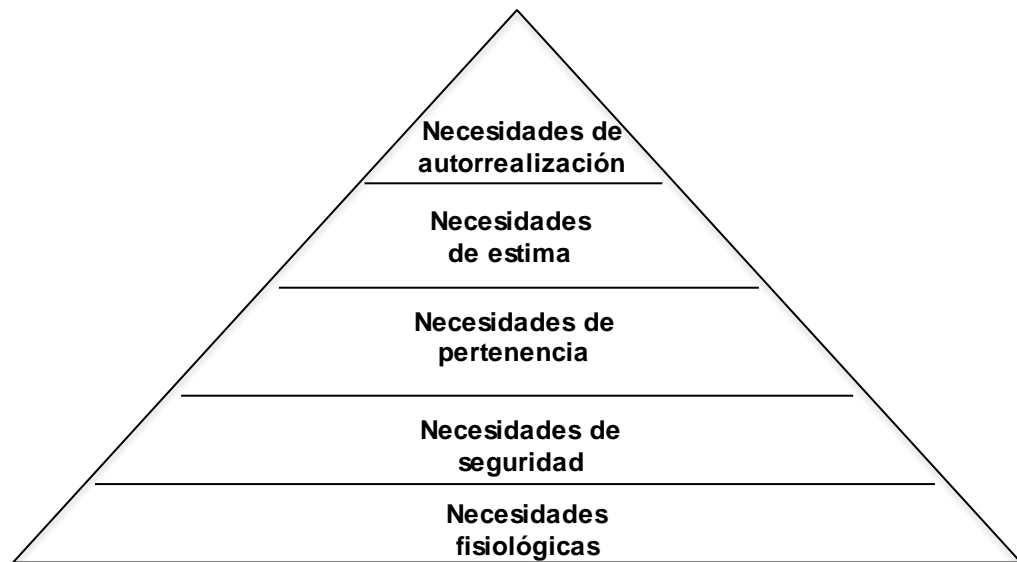 Necesidades de
autorrealización
Necesidades
de estima
Necesidades de
pertenencia
Necesidades de
seguridad
Necesidades
fisiológicas